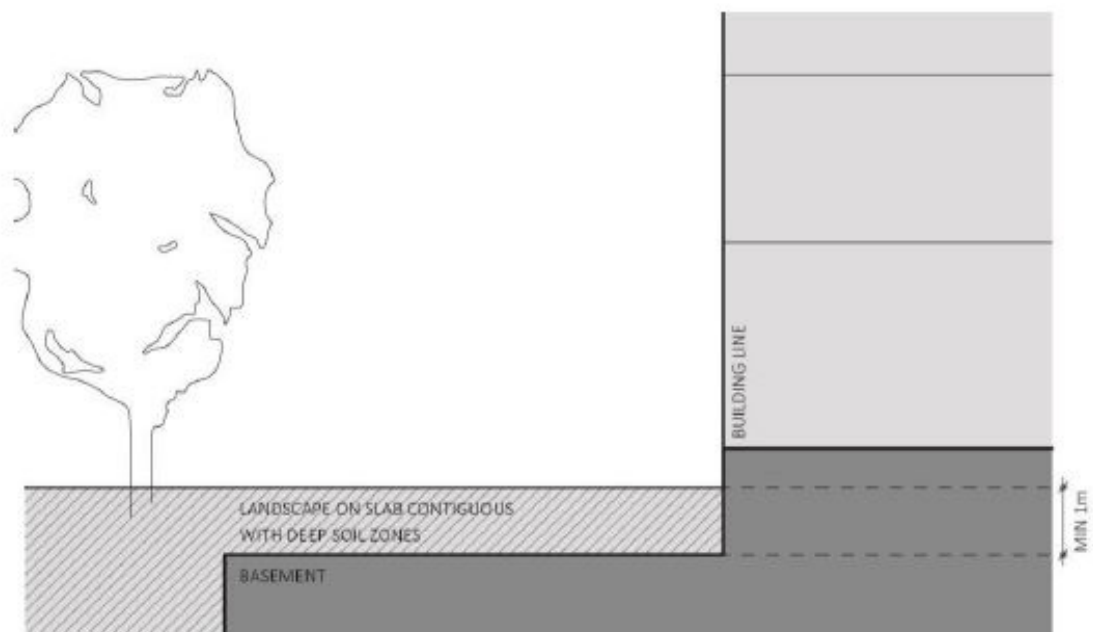 BUILDING LINE
LANDSCAPE ON SLAB CONTIGUOUS
WITH DEEP SOIL ZONES
MIN 1m
BASEMENT